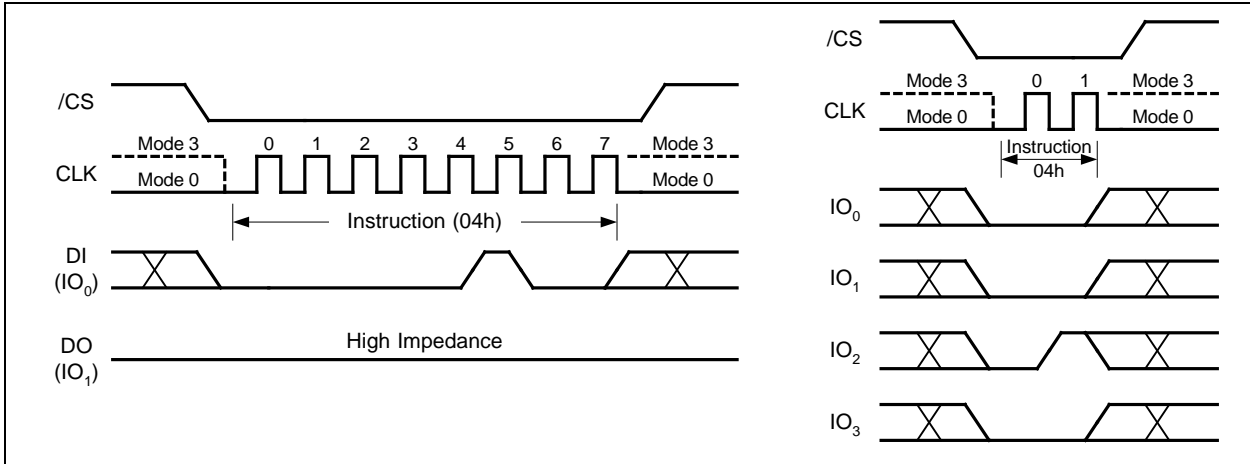 /CS
Mode 3 0 1 2 3 4 5 6 7 Mode 3
CLK
Mode 0 Mode 0
Instruction (04h)
DI
(IO0)
High Impedance
DO
(IO1)
/CS
Mode 3 0 1 Mode 3
CLK
Mode 0 Mode 0
Instruction
04h
IO0
IO1
IO2
IO3